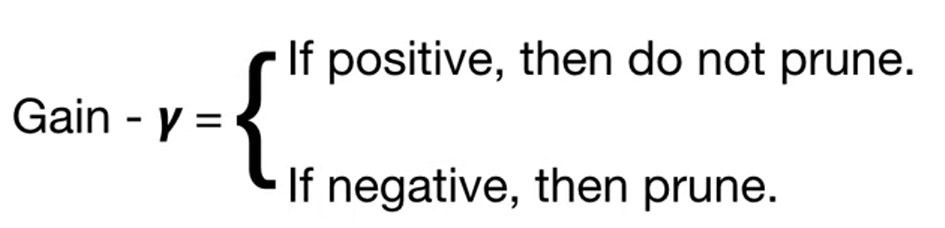 If positive, then do not prune.
Gain - γ = {
If negative, then prune.